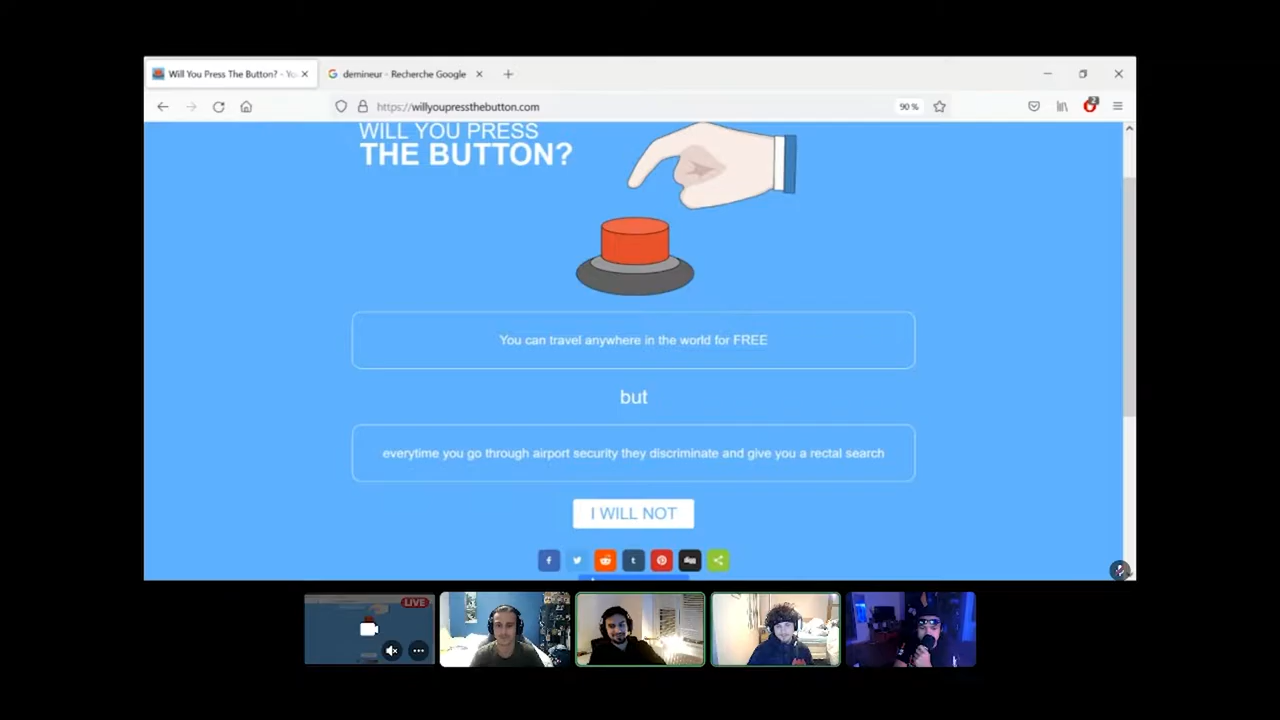 Will You Press The Button? - Yo
demineur - Recherche Google
https://willyoupressthebutton.com
90 %
2
WILL YOU PRESS
THE BUTTON?
You can travel anywhere in the world for FREE
but
everytime you go through airport security they discriminate and give you a rectal search
I WILL NOT
LIVE